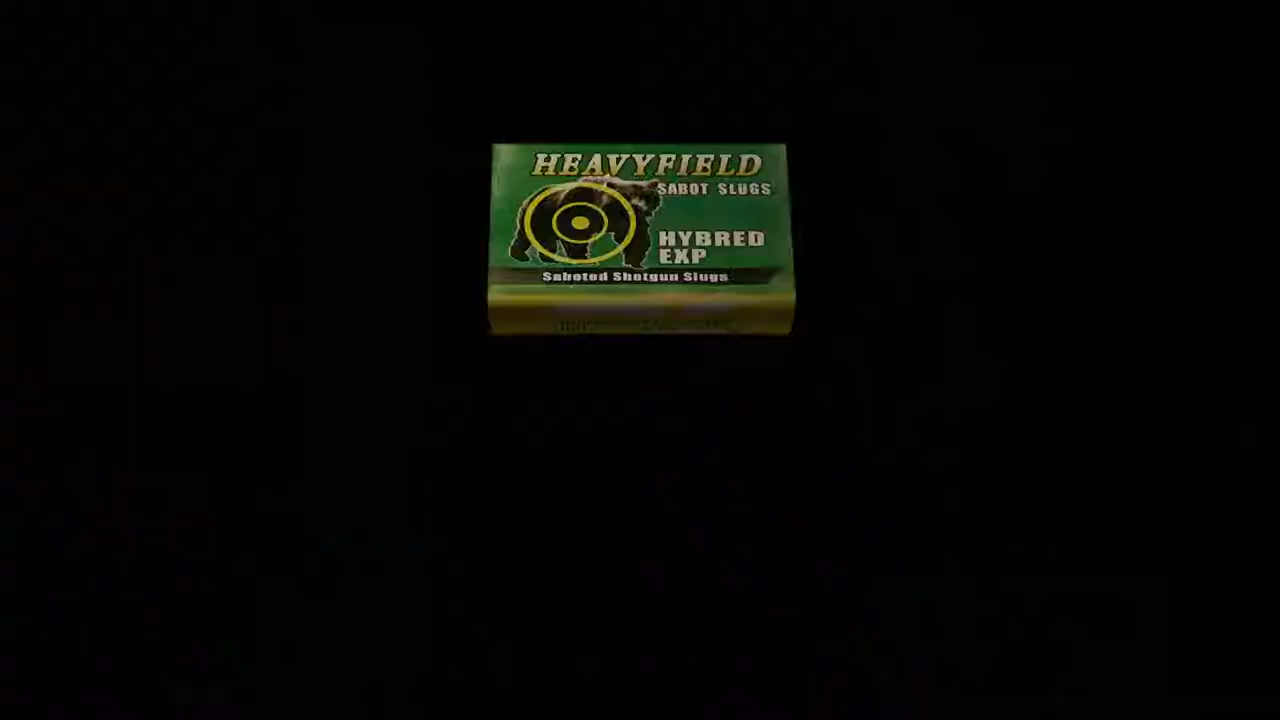 HEAVYFIELD
SABOT SLUGS
HYBRED
EXP
Saboted Shotgun Slugs